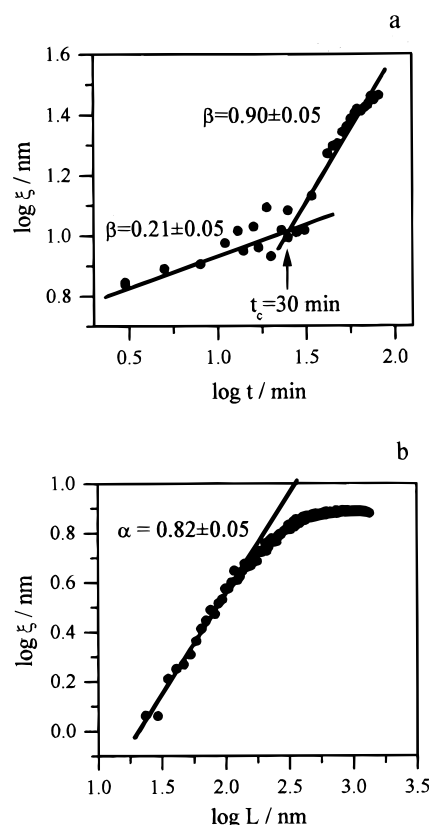 a
1.6
1.4
1.2
1.0
0.8
log ξ / nm
β=0.90±0.05
β=0.21±0.05
t_c=30 min
0.5 1.0 1.5 2.0
log t / min
b
1.0
0.8
0.6
0.4
0.2
0.0
log ξ / nm
α = 0.82±0.05
1.0 1.5 2.0 2.5 3.0 3.5
log L / nm